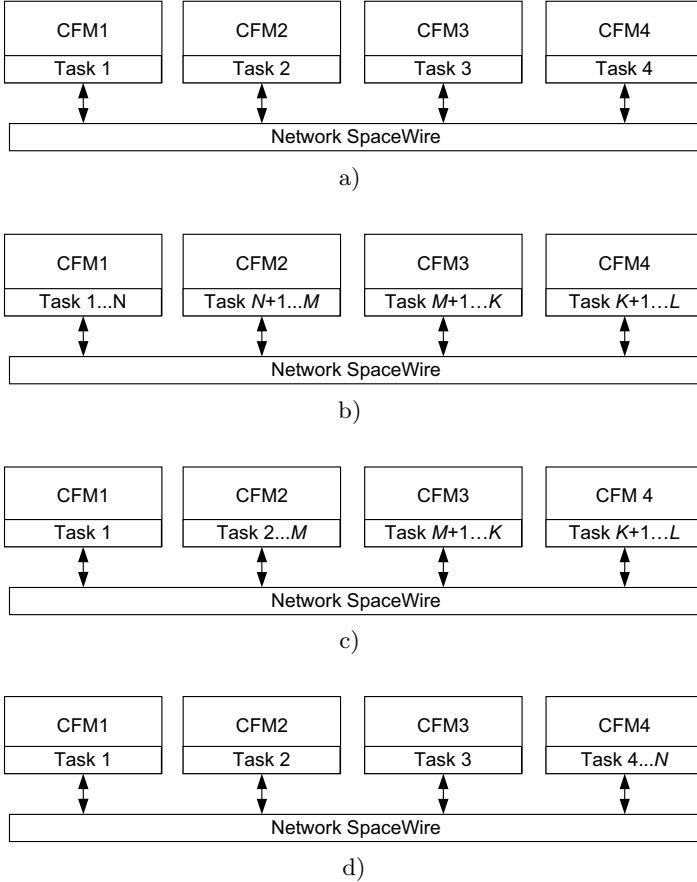 CFM1 CFM2 CFM3 CFM4
Task 1 Task 2 Task 3 Task 4
Network SpaceWire
a)
CFM1 CFM2 CFM3 CFM4
Task 1...N Task N+1...M Task M+1...K Task K+1...L
Network SpaceWire
b)
CFM1 CFM2 CFM3 CFM 4
Task 1 Task 2...M Task M+1...K Task K+1...L
Network SpaceWire
c)
CFM1 CFM2 CFM3 CFM4
Task 1 Task 2 Task 3 Task 4...N
Network SpaceWire
d)